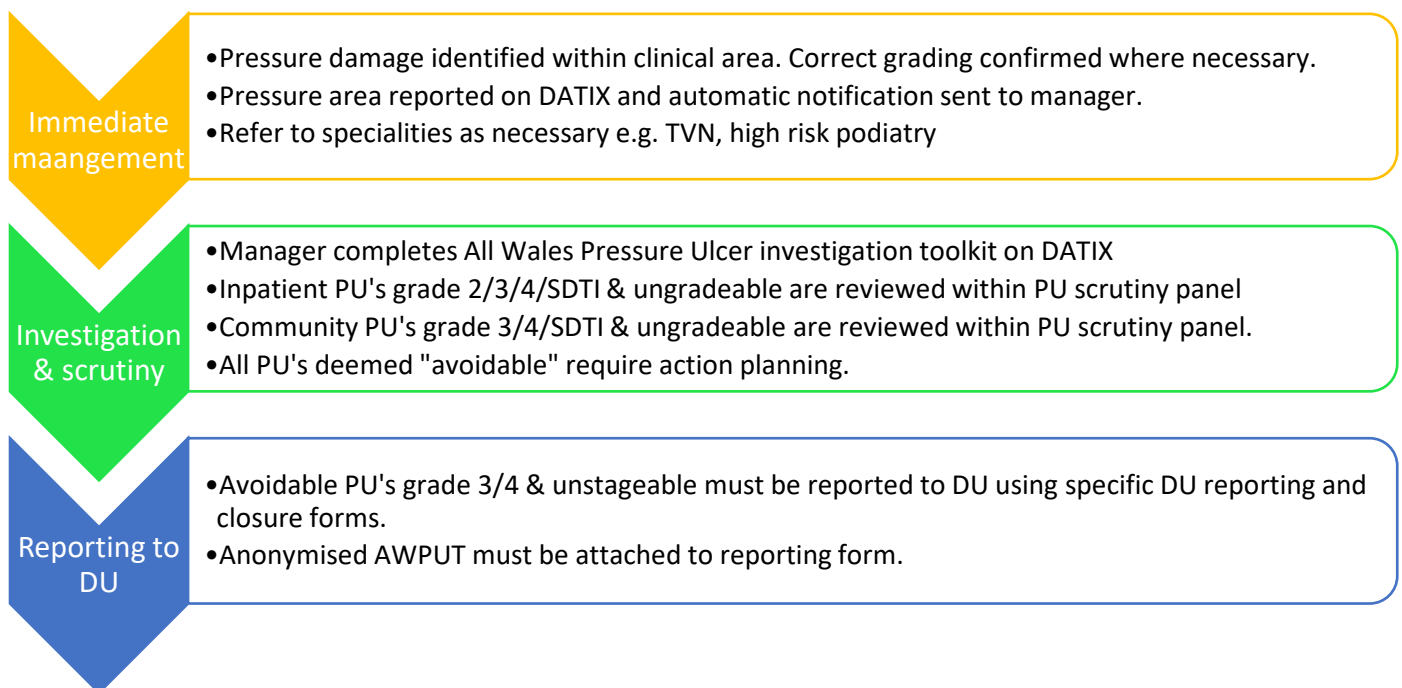 Immediate
maangement
•Pressure damage identified within clinical area. Correct grading confirmed where necessary.
•Pressure area reported on DATIX and automatic notification sent to manager.
•Refer to specialities as necessary e.g. TVN, high risk podiatry
Investigation
& scrutiny
•Manager completes All Wales Pressure Ulcer investigation toolkit on DATIX
•Inpatient PU's grade 2/3/4/SDTI & ungradeable are reviewed within PU scrutiny panel
•Community PU's grade 3/4/SDTI & ungradeable are reviewed within PU scrutiny panel.
•All PU's deemed "avoidable" require action planning.
Reporting to
DU
•Avoidable PU's grade 3/4 & unstageable must be reported to DU using specific DU reporting and
closure forms.
•Anonymised AWPUT must be attached to reporting form.